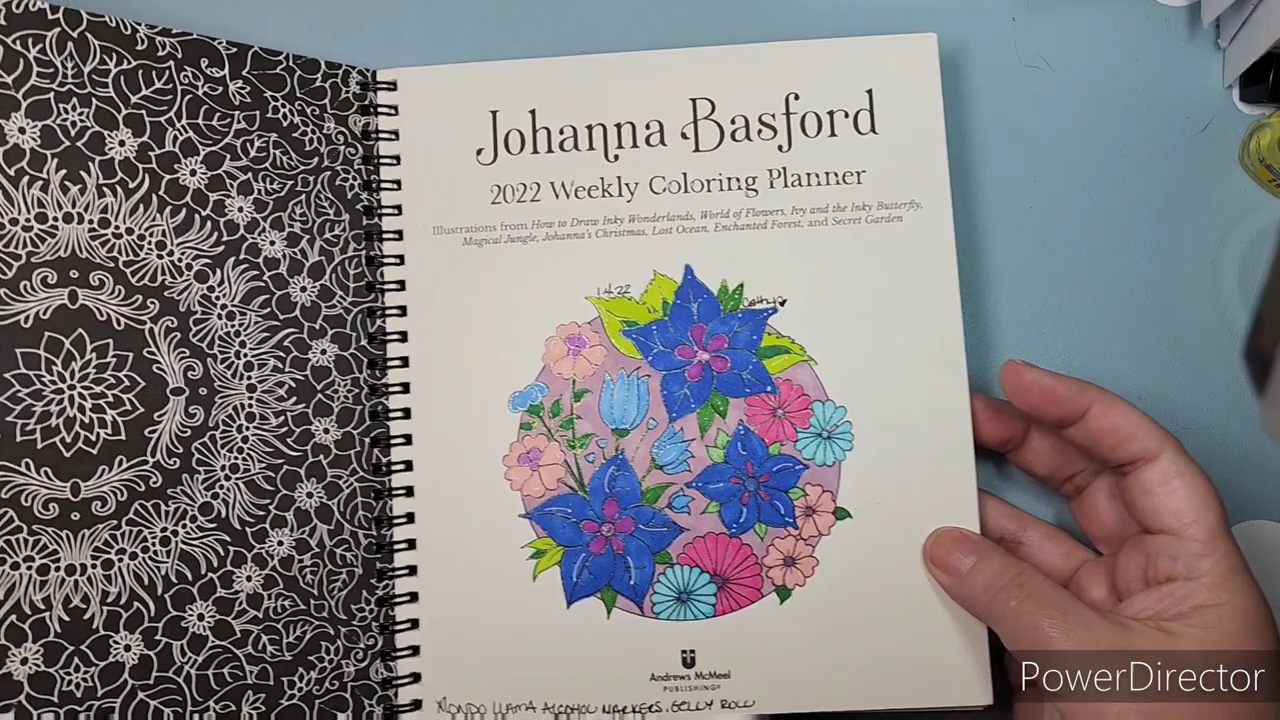 Johanna Basford
2022 Weekly Coloring Planner
Illustrations from How to Draw Inky Wonderlands, World of Flowers, Ivy and the Inky Butterfly,
Magical Jungle, Johanna's Christmas, Lost Ocean, Enchanted Forest, and Secret Garden
1.4.22
Cathy
Andrews McMeel
PUBLISHING®
MONDO LLAMA ALCOHOL MARKERS. GELLY ROLL
PowerDirector